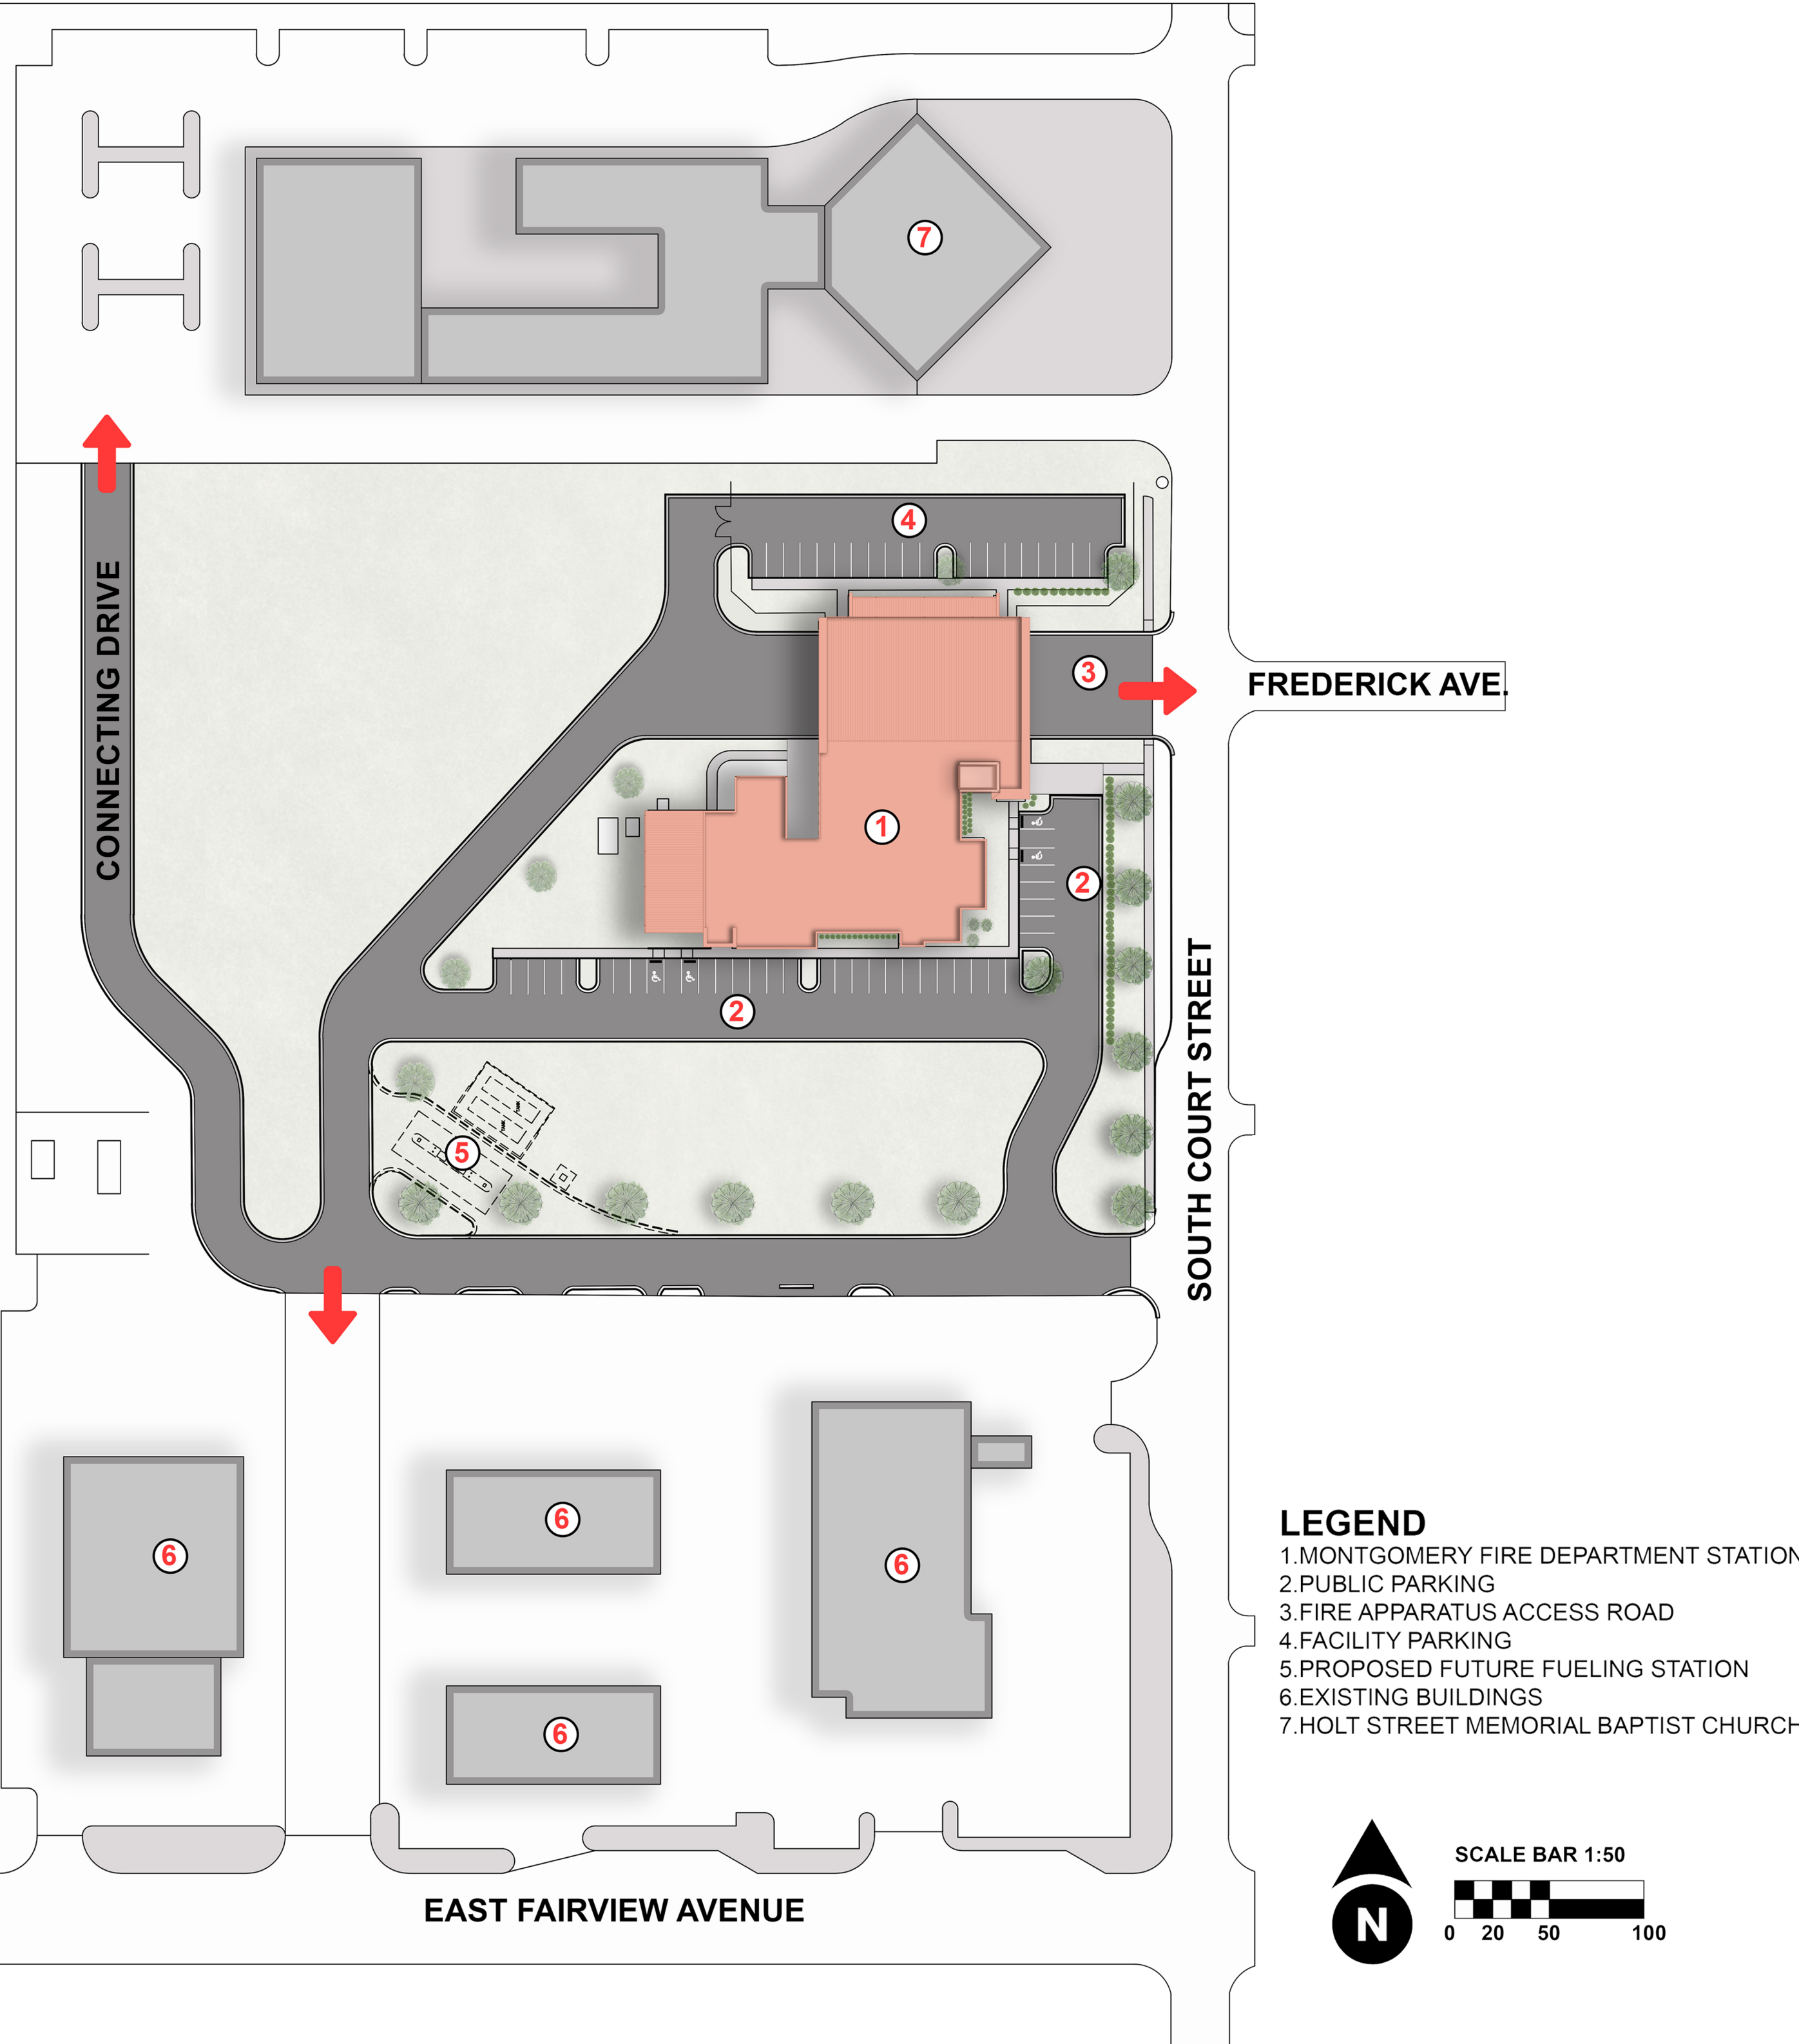 7
4
3
FREDERICK AVE.
CONNECTING DRIVE
1
2
2
SOUTH COURT STREET
5
6
6
6
6
LEGEND
1.MONTGOMERY FIRE DEPARTMENT STATION
2.PUBLIC PARKING
3.FIRE APPARATUS ACCESS ROAD
4.FACILITY PARKING
5.PROPOSED FUTURE FUELING STATION
6.EXISTING BUILDINGS
7.HOLT STREET MEMORIAL BAPTIST CHURCH
SCALE BAR 1:50
N
0 20 50 100
EAST FAIRVIEW AVENUE